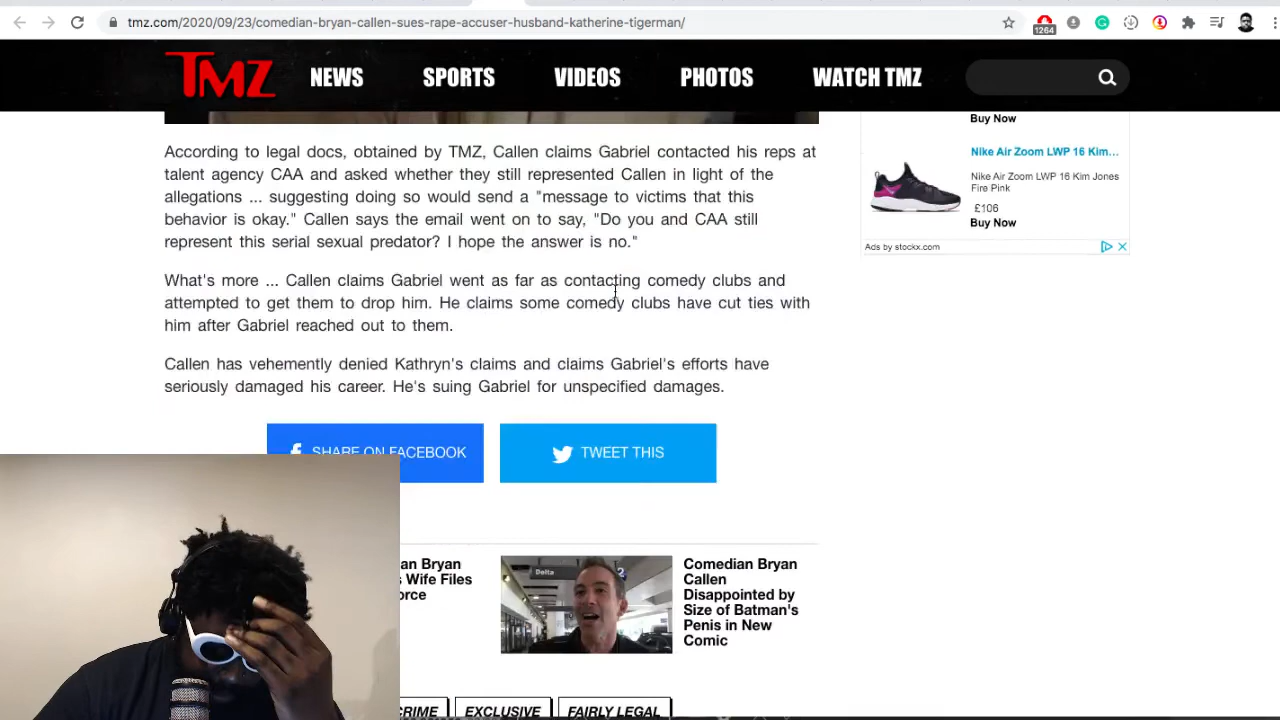 tmz.com/2020/09/23/comedian-bryan-callen-sues-rape-accuser-husband-katherine-tigerman/
1264
TMZ NEWS SPORTS VIDEOS PHOTOS WATCH TMZ
Buy Now
According to legal docs, obtained by TMZ, Callen claims Gabriel contacted his reps at
talent agency CAA and asked whether they still represented Callen in light of the
allegations ... suggesting doing so would send a "message to victims that this
behavior is okay." Callen says the email went on to say, "Do you and CAA still
represent this serial sexual predator? I hope the answer is no."
What's more ... Callen claims Gabriel went as far as contacting comedy clubs and
attempted to get them to drop him. He claims some comedy clubs have cut ties with
him after Gabriel reached out to them.
Callen has vehemently denied Kathryn's claims and claims Gabriel's efforts have
seriously damaged his career. He's suing Gabriel for unspecified damages.
Nike Air Zoom LWP 16 Kim...
Nike Air Zoom LWP 16 Kim Jones
Fire Pink
£106
Buy Now
Ads by stockx.com
SHARE ON FACEBOOK
TWEET THIS
an Bryan
s Wife Files
orce
Delta
2
Comedian Bryan
Callen
Disappointed by
Size of Batman's
Penis in New
Comic
CRIME
EXCLUSIVE
FAIRLY LEGAL